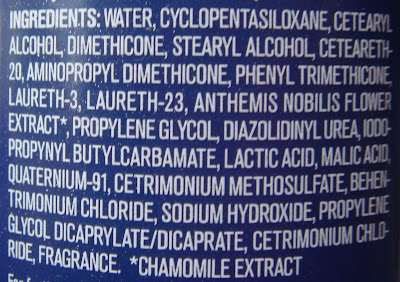 INGREDIENTS: WATER, CYCLOPENTASILOXANE, CETEARYL
ALCOHOL, DIMETHICONE, STEARYL ALCOHOL, CETEARETH-
20, AMINOPROPYL DIMETHICONE, PHENYL TRIMETHICONE,
LAURETH-3, LAURETH-23, ANTHEMIS NOBILIS FLOWER
EXTRACT*, PROPYLENE GLYCOL, DIAZOLIDINYL UREA, IODO-
PROPYNYL BUTYLCARBAMATE, LACTIC ACID, MALIC ACID,
QUATERNIUM-91, CETRIMONIUM METHOSULFATE, BEHEN-
TRIMONIUM CHLORIDE, SODIUM HYDROXIDE, PROPYLENE
GLYCOL DICAPRYLATE/DICAPRATE, CETRIMONIUM CHLO-
RIDE, FRAGRANCE. *CHAMOMILE EXTRACT